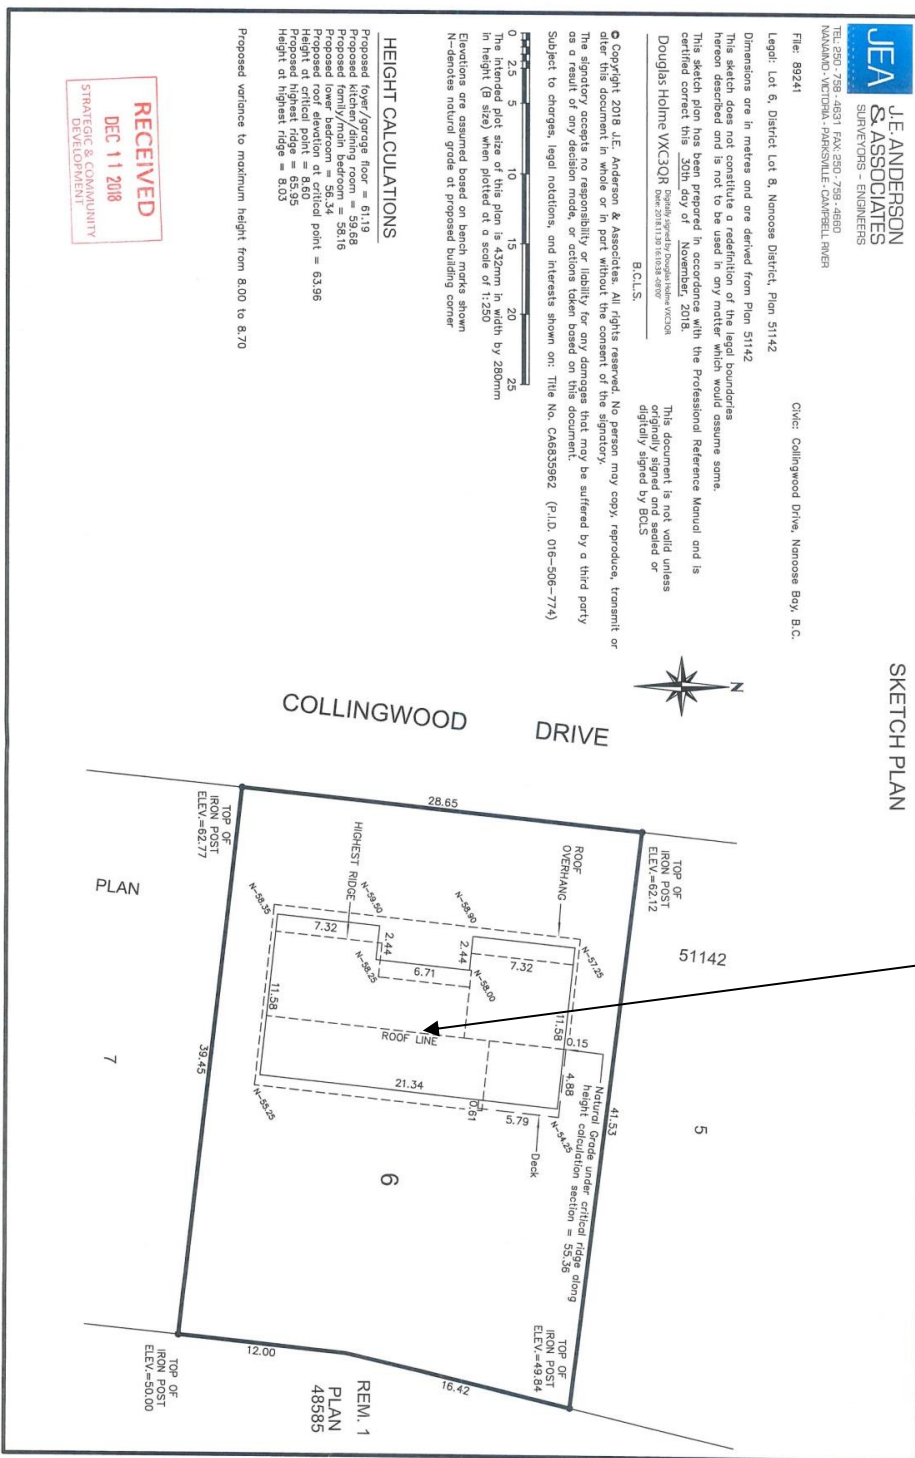 SKETCH PLAN
JEA
J.E. ANDERSON
& ASSOCIATES
SURVEYORS - ENGINEERS
TEL: 250-758-4631 FAX: 250-758-4660
NANAIMO - VICTORIA - PARKSVILLE - CAMPBELL RIVER
File: 89241
Civic: Collingwood Drive, Nanoose Bay, B.C.
Legal: Lot 6, District Lot 8, Nanoose District, Plan 51142
Dimensions are in metres and are derived from Plan 51142
This sketch does not constitute a redefinition of the legal boundaries
hereon described and is not to be used in any matter which would assume same.
This sketch plan has been prepared in accordance with the Professional Reference Manual and is
certified correct this 30th day of November, 2018.
Douglas Holme VXC3QR
Digitally signed by Douglas Holme VXC3QR
Date: 2018.11.30 16:10:38 -08'00'
B.C.L.S.
This document is not valid unless
originally signed and sealed or
digitally signed by BCLS
© Copyright 2018 J.E. Anderson & Associates. All rights reserved. No person may copy, reproduce, transmit or
alter this document in whole or in part without the consent of the signatory.
The signatory accepts no responsibility or liability for any damages that may be suffered by a third party
as a result of any decision made, or actions taken based on this document.
Subject to charges, legal notations, and interests shown on: Title No. CA6835962 (P.I.D. 016-506-774)
0 2.5 5 10 15 20 25
The intended plot size of this plan is 432mm in width by 280mm
in height (B size) when plotted at a scale of 1:250
Elevations are assumed based on bench marks shown
N-denotes natural grade at proposed building corner
HEIGHT CALCULATIONS
Proposed foyer/garage floor = 61.19
Proposed kitchen/dining room = 59.68
Proposed family/main bedroom = 58.16
Proposed lower bedroom = 56.34
Proposed roof elevation at critical point = 63.96
Height at critical point = 8.60
Proposed highest ridge = 65.95
Height at highest ridge = 8.03
Proposed variance to maximum height from 8.00 to 8.70
RECEIVED
DEC 11 2018
STRATEGIC & COMMUNITY
DEVELOPMENT
N
COLLINGWOOD DRIVE
28.65
TOP OF
IRON POST
ELEV.=62.12
TOP OF
IRON POST
ELEV.=62.77
PLAN
51142
ROOF
OVERHANG
HIGHEST RIDGE
N-58.35
N-59.50
N-58.90
N-57.25
7.32
2.44
N-58.25
6.71
2.44
N-58.00
7.32
11.58
11.58
ROOF LINE
0.15
4.88
21.34
0.61
5.79
N-55.25
N-54.25
Deck
Natural Grade under critical ridge along
height calculation section = 55.36
41.53
39.45
5
6
7
TOP OF
IRON POST
ELEV.=49.84
TOP OF
IRON POST
ELEV.=50.00
12.00
16.42
REM. 1
PLAN
48585